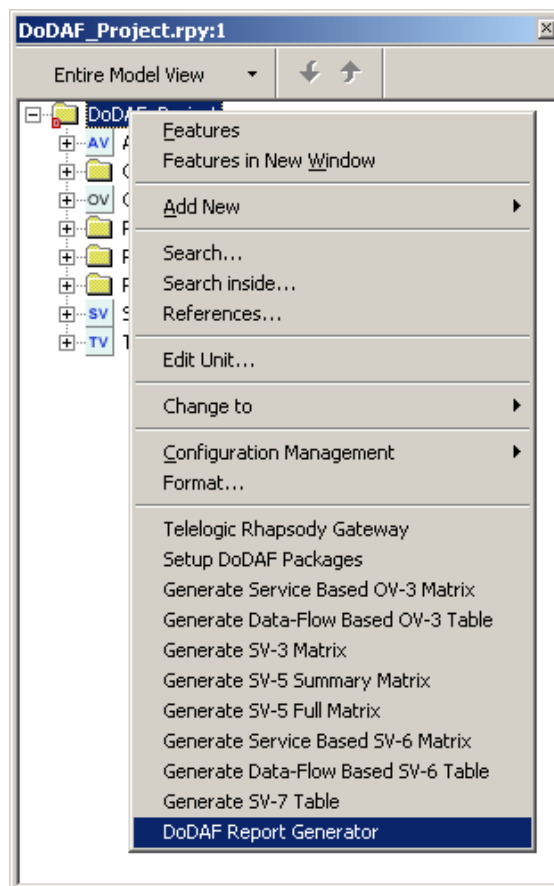 DoDAF_Project.rpy:1
Entire Model View
DoDAF_Project
AV
OV
SV
TV
Features
Features in New Window
Add New
Search...
Search inside...
References...
Edit Unit...
Change to
Configuration Management
Format...
Telelogic Rhapsody Gateway
Setup DoDAF Packages
Generate Service Based OV-3 Matrix
Generate Data-Flow Based OV-3 Table
Generate SV-3 Matrix
Generate SV-5 Summary Matrix
Generate SV-5 Full Matrix
Generate Service Based SV-6 Matrix
Generate Data-Flow Based SV-6 Table
Generate SV-7 Table
DoDAF Report Generator